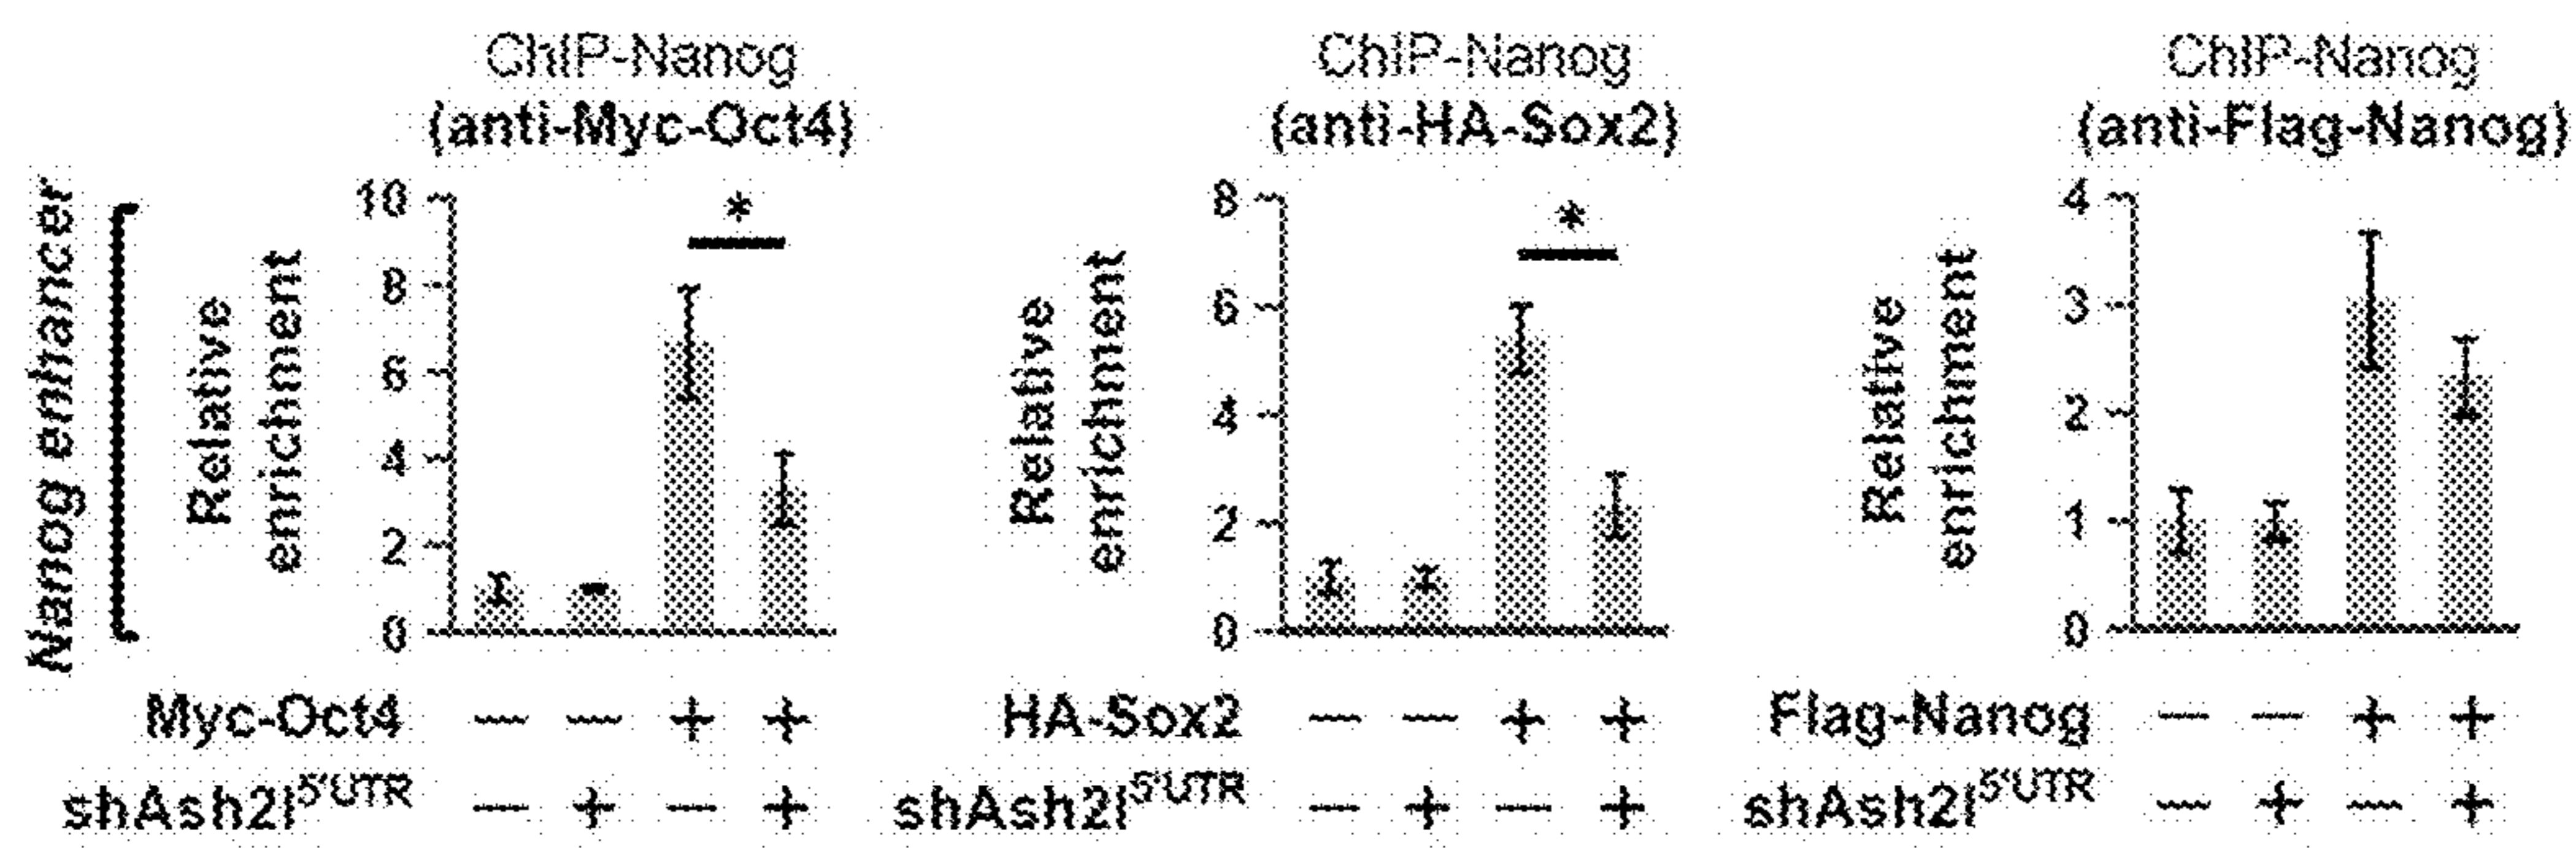 ChIP-Nanog
(anti-Myc-Oct4)
Nanog enhancer
Relative
enrichment
10
8
6
4
2
0
*
Myc-Oct4 — — + +
shAsh2l5'UTR — + — +
ChIP-Nanog
(anti-HA-Sox2)
Relative
enrichment
8
6
4
2
0
*
HA-Sox2 — — + +
shAsh2l5'UTR — + — +
ChIP-Nanog
(anti-Flag-Nanog)
Relative
enrichment
4
3
2
1
0
Flag-Nanog — — + +
shAsh2l5'UTR — + — +